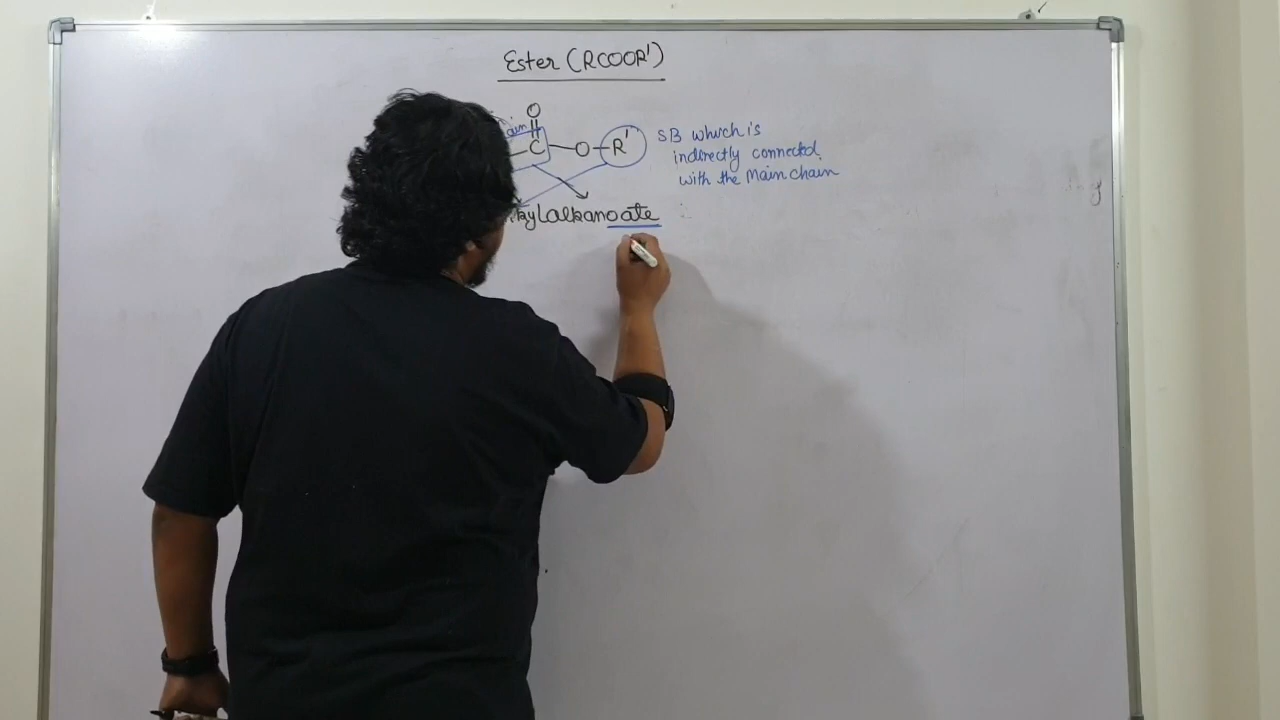 Ester (RCOOR')
O
C—O—R'
SB which is
indirectly connected
with the Main chain
alkanoate